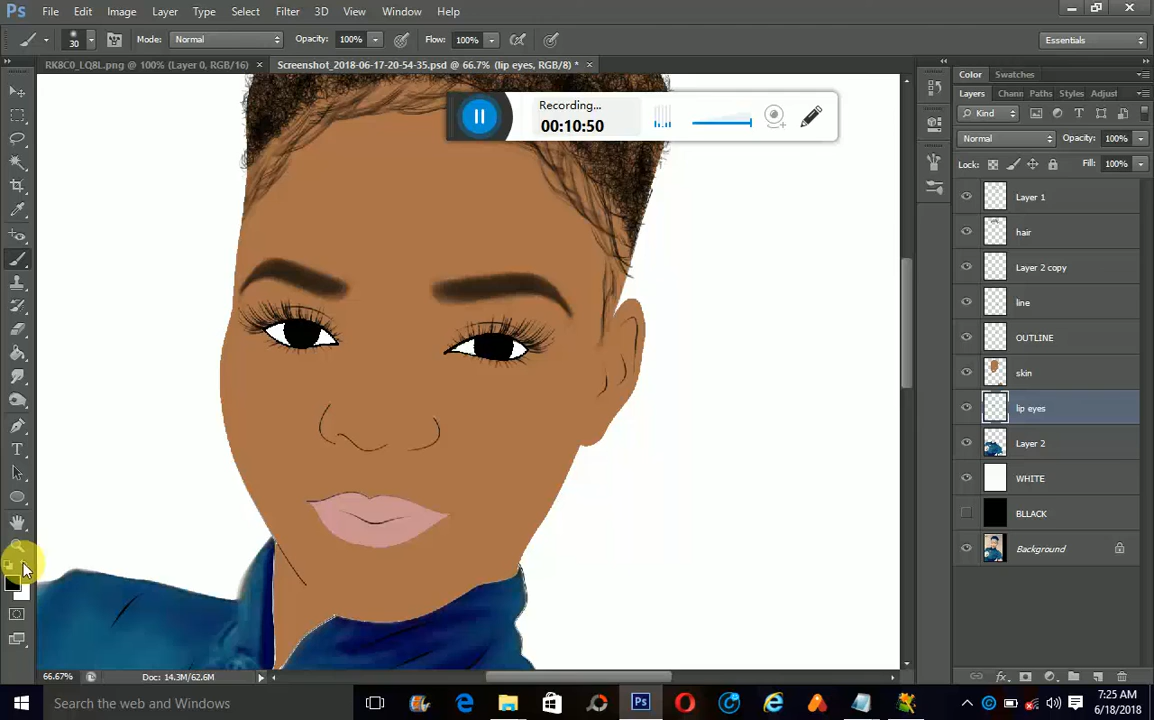 Ps File Edit Image Layer Type Select Filter 3D View Window Help
30 Mode: Normal Opacity: 100% Flow: 100% Essentials
RK8C0_LQ8L.png @ 100% (Layer 0, RGB/16) × Screenshot_2018-06-17-20-54-35.psd @ 66.7% (lip eyes, RGB/8) * ×
Color Swatches
Layers Chann Paths Styles Adjust
Recording...
00:10:50
Kind
Normal Opacity: 100%
Lock: Fill: 100%
Layer 1
hair
Layer 2 copy
line
OUTLINE
skin
lip eyes
Layer 2
WHITE
BLLACK
Background
66.67% Doc: 14.3M/62.6M
Search the web and Windows
7:25 AM
6/18/2018